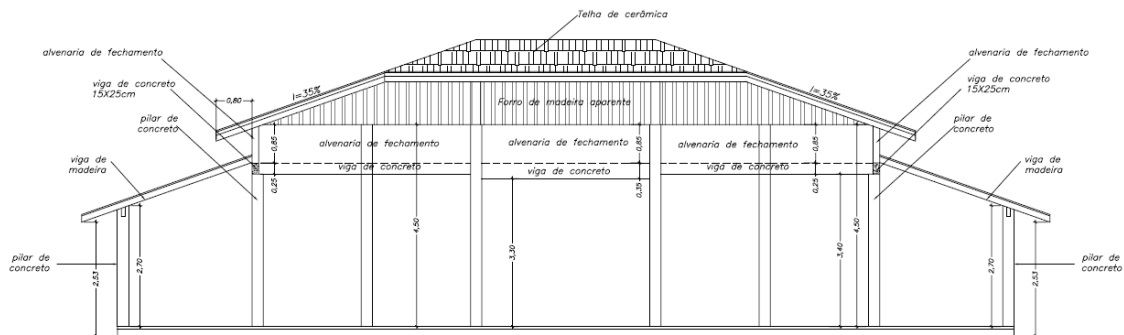 Telha de cerâmica
alvenaria de fechamento
alvenaria de fechamento
viga de concreto
15X25cm
viga de concreto
15X25cm
0,80
i=35%
i=35%
Forro de madeira aparente
pilar de
concreto
pilar de
concreto
0,85
alvenaria de fechamento
alvenaria de fechamento
0,85
alvenaria de fechamento
0,85
viga de
madeira
viga de
madeira
0,25
viga de concreto
viga de concreto
0,35
viga de concreto
0,25
pilar de
concreto
pilar de
concreto
2,53
2,70
4,50
3,30
3,40
4,50
2,70
2,53